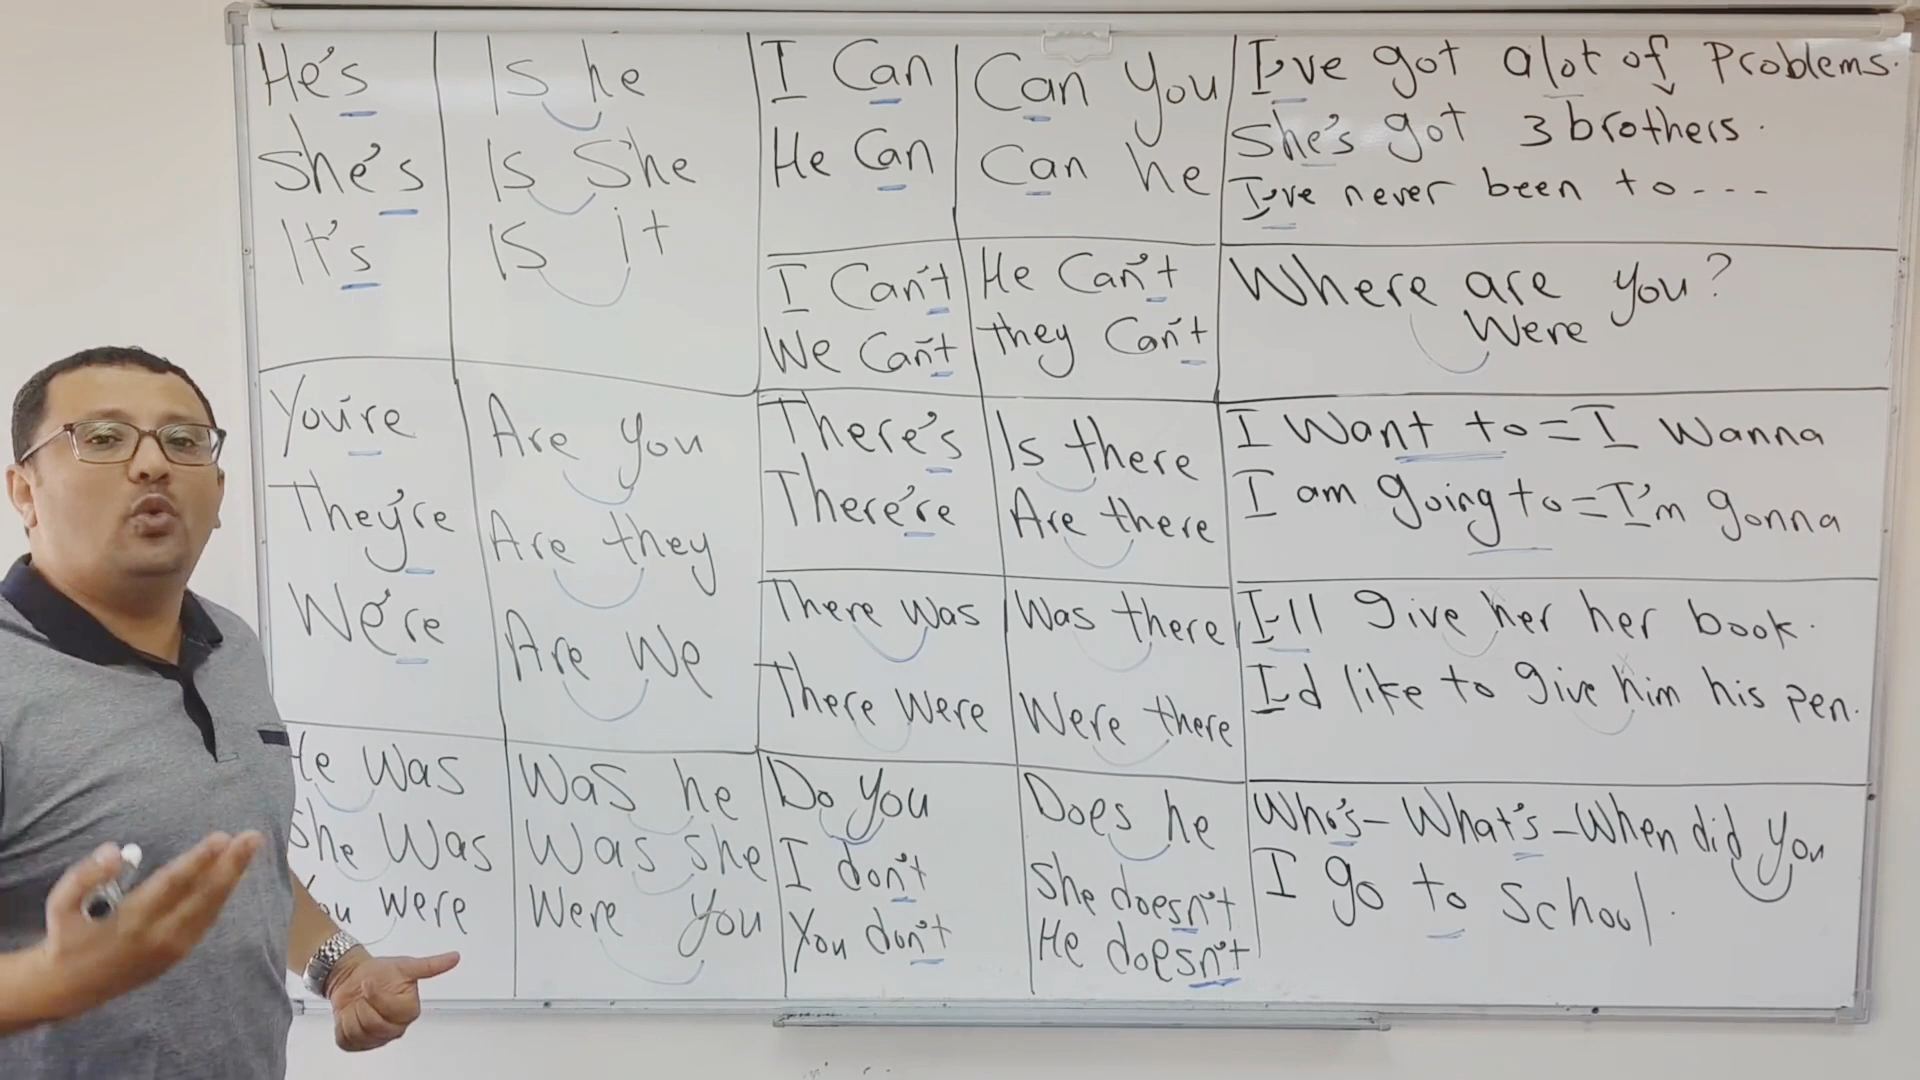 He's
She's
It's
Is he
Is She
Is it
I Can
He Can
Can You
Can he
I've got alot of Problems.
She's got 3 brothers.
I've never been to ---
I Can't
We Can't
He Can't
they Can't
Where are you?
Were
You're
They're
We're
Are you
Are they
Are We
There's
There're
Is there
Are there
I Want to = I Wanna
I am going to = I'm gonna
There Was
There Were
Was there
Were there
I'll give her her book.
I'd like to give him his pen.
He Was
She Was
You were
Was he
Was she
Were you
Do you
I don't
You don't
Does he
She doesn't
He doesn't
Who's - What's - When did you
I go to School.